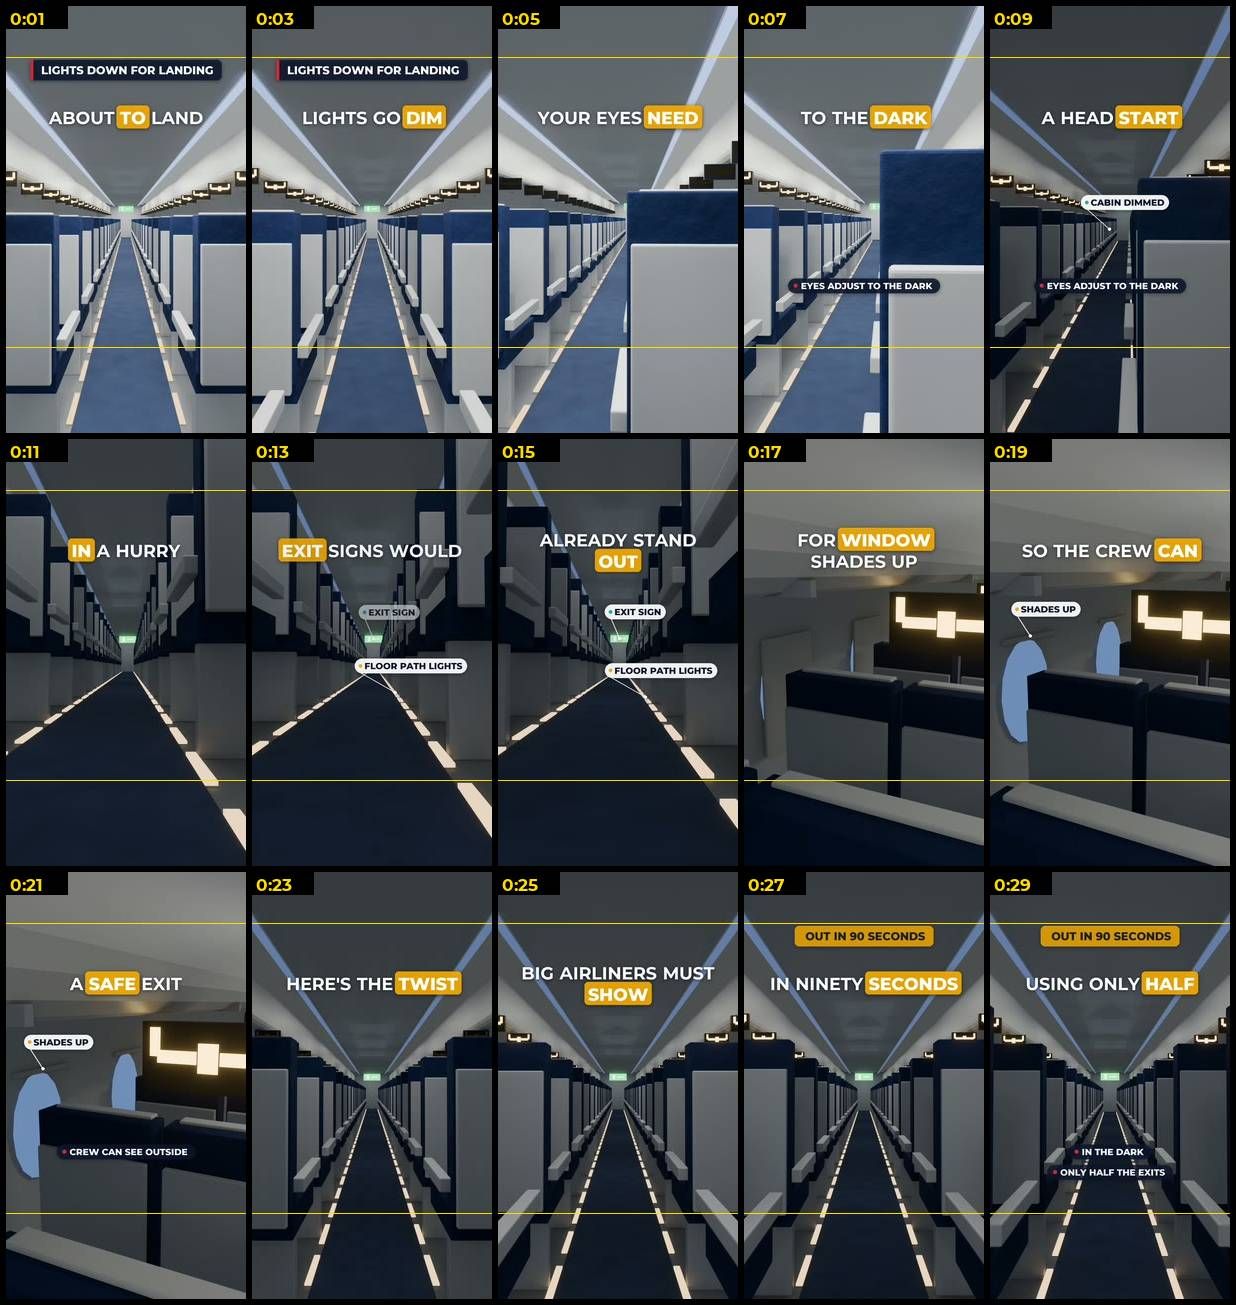 0:01
LIGHTS DOWN FOR LANDING
ABOUT TO LAND
0:03
LIGHTS DOWN FOR LANDING
LIGHTS GO DIM
0:05
YOUR EYES NEED
0:07
TO THE DARK
EYES ADJUST TO THE DARK
0:09
A HEAD START
CABIN DIMMED
EYES ADJUST TO THE DARK
0:11
IN A HURRY
0:13
EXIT SIGNS WOULD
EXIT SIGN
FLOOR PATH LIGHTS
0:15
ALREADY STAND
OUT
EXIT SIGN
FLOOR PATH LIGHTS
0:17
FOR WINDOW
SHADES UP
0:19
SO THE CREW CAN
SHADES UP
0:21
A SAFE EXIT
SHADES UP
CREW CAN SEE OUTSIDE
0:23
HERE'S THE TWIST
0:25
BIG AIRLINERS MUST
SHOW
0:27
OUT IN 90 SECONDS
IN NINETY SECONDS
0:29
OUT IN 90 SECONDS
USING ONLY HALF
IN THE DARK
ONLY HALF THE EXITS